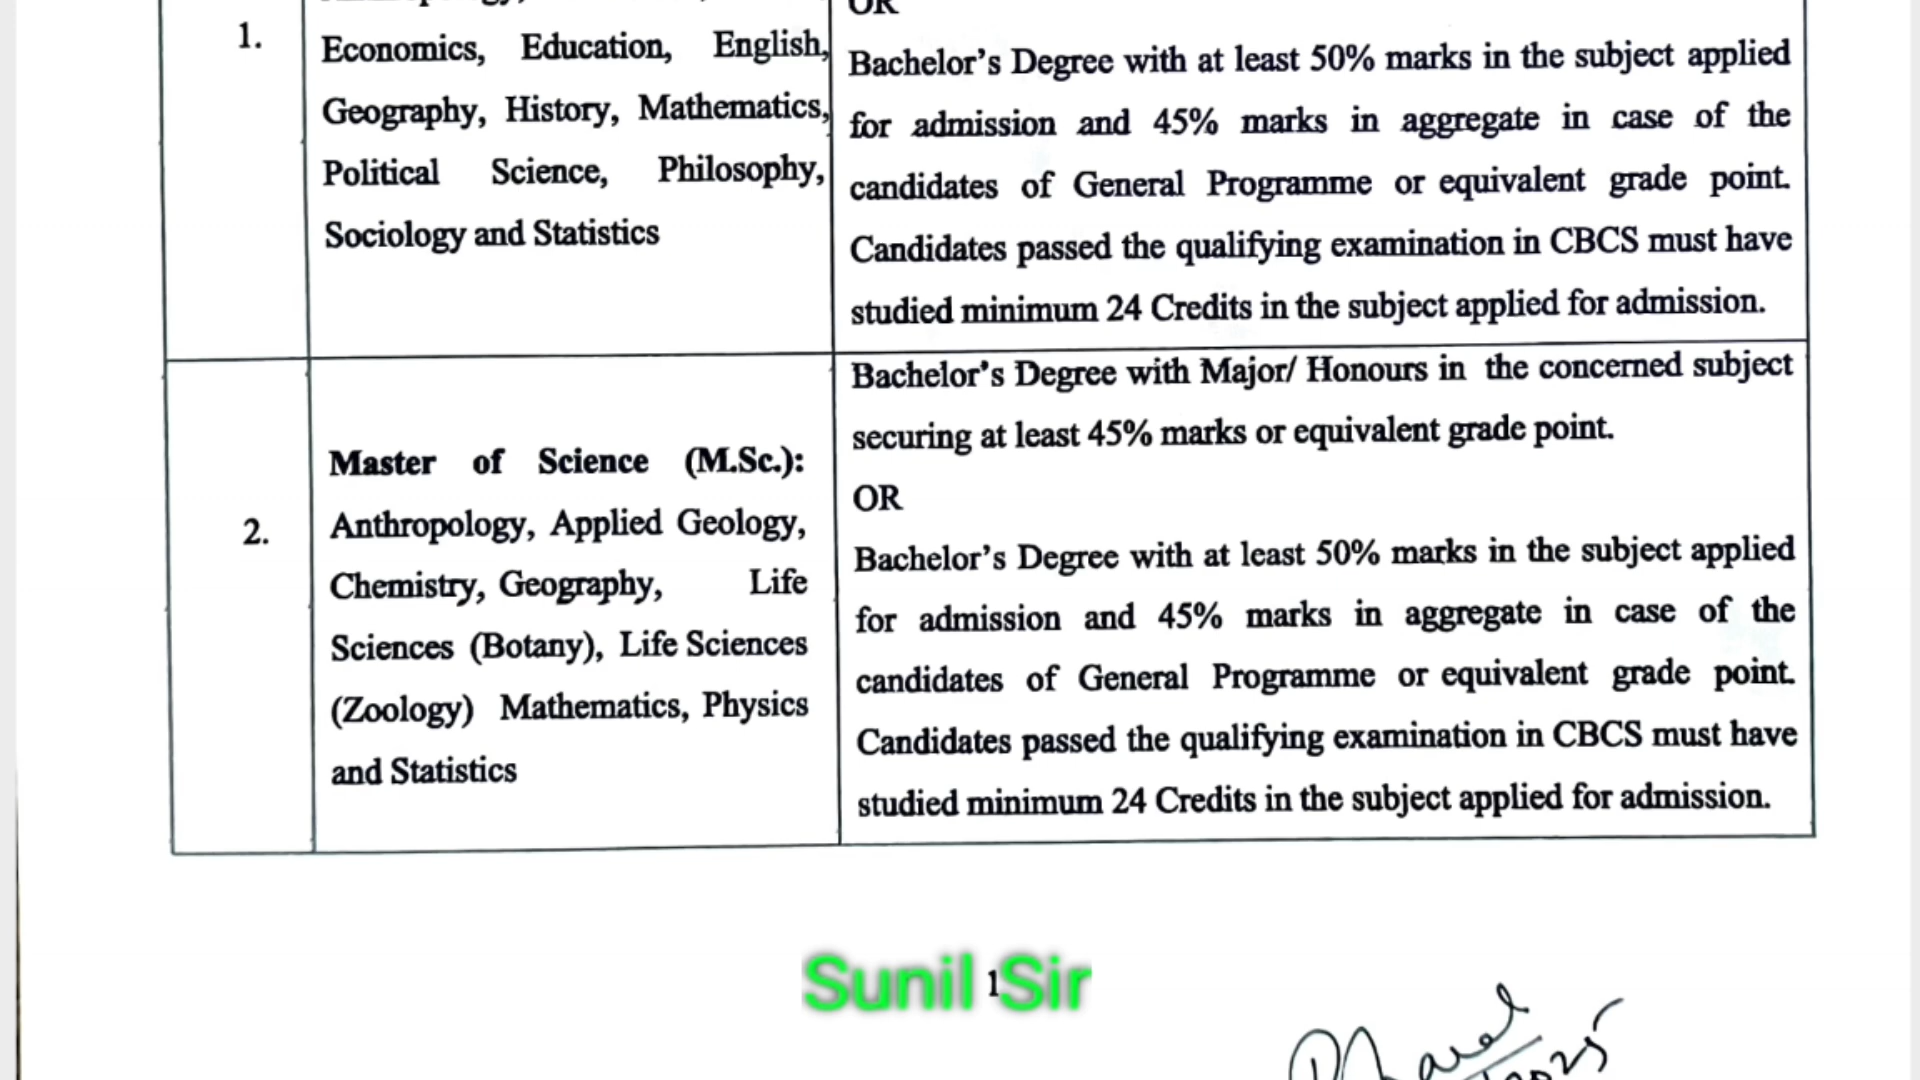 OR
1.
Economics, Education, English,
Geography, History, Mathematics,
Political Science, Philosophy,
Sociology and Statistics
Bachelor's Degree with at least 50% marks in the subject applied
for admission and 45% marks in aggregate in case of the
candidates of General Programme or equivalent grade point.
Candidates passed the qualifying examination in CBCS must have
studied minimum 24 Credits in the subject applied for admission.
2.
Master of Science (M.Sc.):
Anthropology, Applied Geology,
Chemistry, Geography, Life
Sciences (Botany), Life Sciences
(Zoology) Mathematics, Physics
and Statistics
Bachelor's Degree with Major/ Honours in the concerned subject
securing at least 45% marks or equivalent grade point.
OR
Bachelor's Degree with at least 50% marks in the subject applied
for admission and 45% marks in aggregate in case of the
candidates of General Programme or equivalent grade point.
Candidates passed the qualifying examination in CBCS must have
studied minimum 24 Credits in the subject applied for admission.
Sunil Sir
1